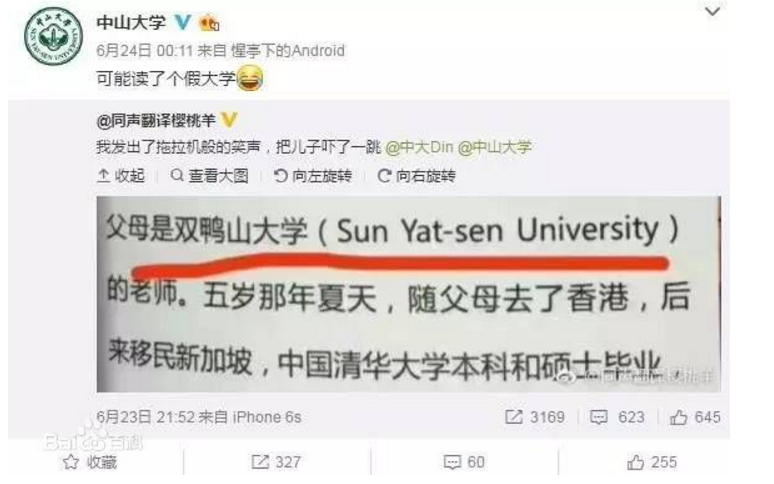 中山大学
6月24日 00:11 来自 惺亭下的Android
可能读了个假大学😂
@同声翻译樱桃羊
我发出了拖拉机般的笑声，把儿子吓了一跳 @中大Din @中山大学
收起 查看大图 向左旋转 向右旋转
父母是双鸭山大学（Sun Yat-sen University）
的老师。五岁那年夏天，随父母去了香港，后
来移民新加坡，中国清华大学本科和硕士毕业
@同声翻译樱桃羊
6月23日 21:52 来自 iPhone 6s 3169 623 645
Baidu百科
收藏 327 60 255